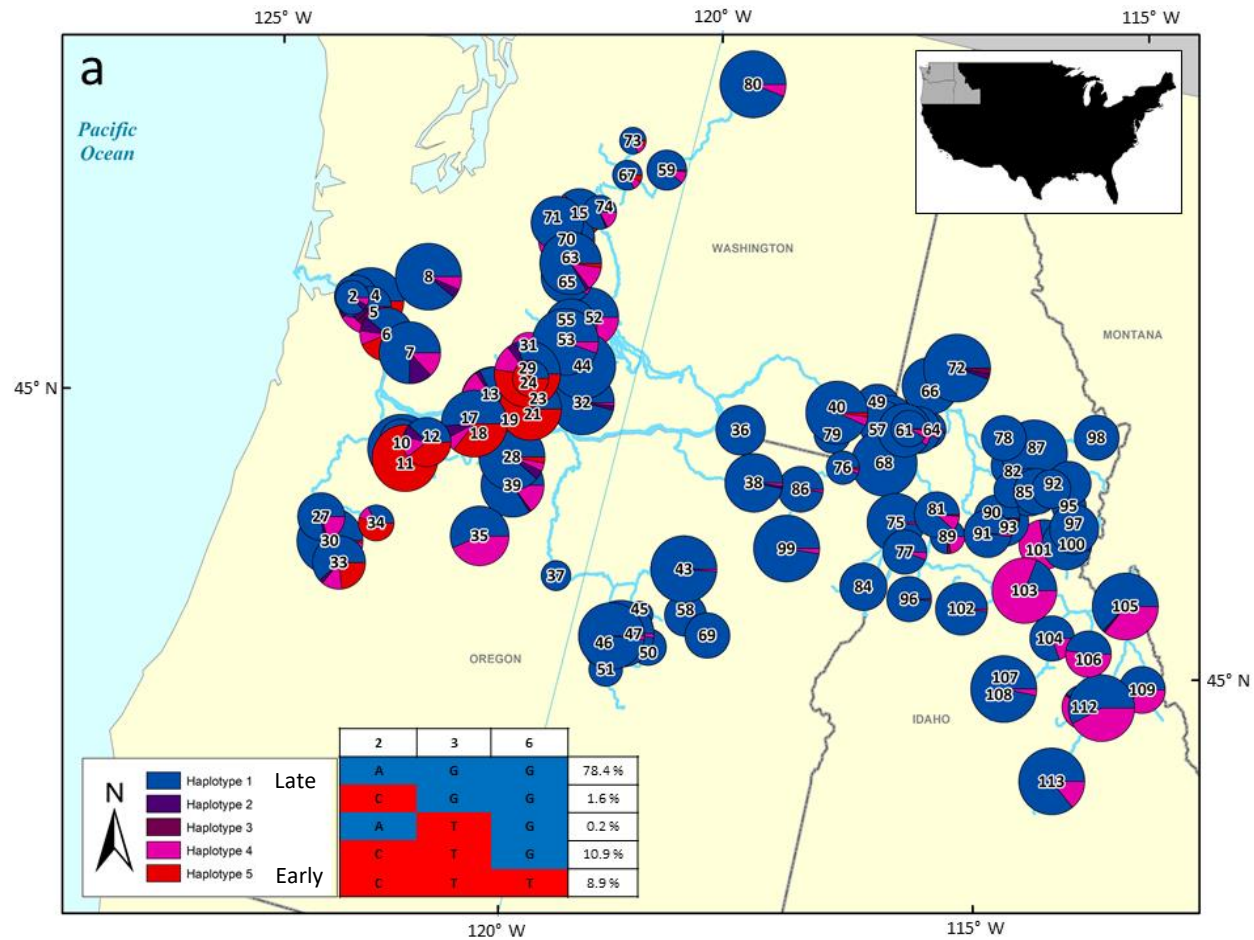 125° W 120° W 115° W
a
Pacific
Ocean
WASHINGTON
MONTANA
OREGON
IDAHO
45° N
45° N
80
73
67 59
71 15 74
70
63
65
8
2 4
5
6
7
55 52
53
44
31
29
24
13 23
32
17 19 21
18
10 12
11
28
39
27
30 34
33
35
37
36
38 86
99
43
58
69
45
46 47
50
51
72
66
40 49
79 57 61 64
76 68
78 87 98
82
85 92
95
90
91 93 97
100
101
75 81
77 89
84
96 102
103
105
104
106
107
108
109
112
113
N
Haplotype 1 Late
Haplotype 2
Haplotype 3
Haplotype 4
Haplotype 5 Early
2 3 6
A G G 78.4 %
C G G 1.6 %
A T G 0.2 %
C T G 10.9 %
C T T 8.9 %
120° W 115° W